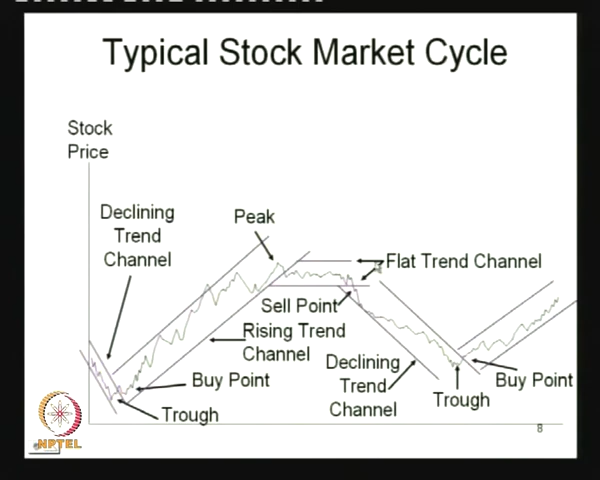 Typical Stock Market Cycle
Stock
Price
Declining
Trend
Channel
Peak
Flat Trend Channel
Sell Point
Rising Trend
Channel
Buy Point
Trough
Declining
Trend
Channel
Trough
Buy Point
NPTEL
8